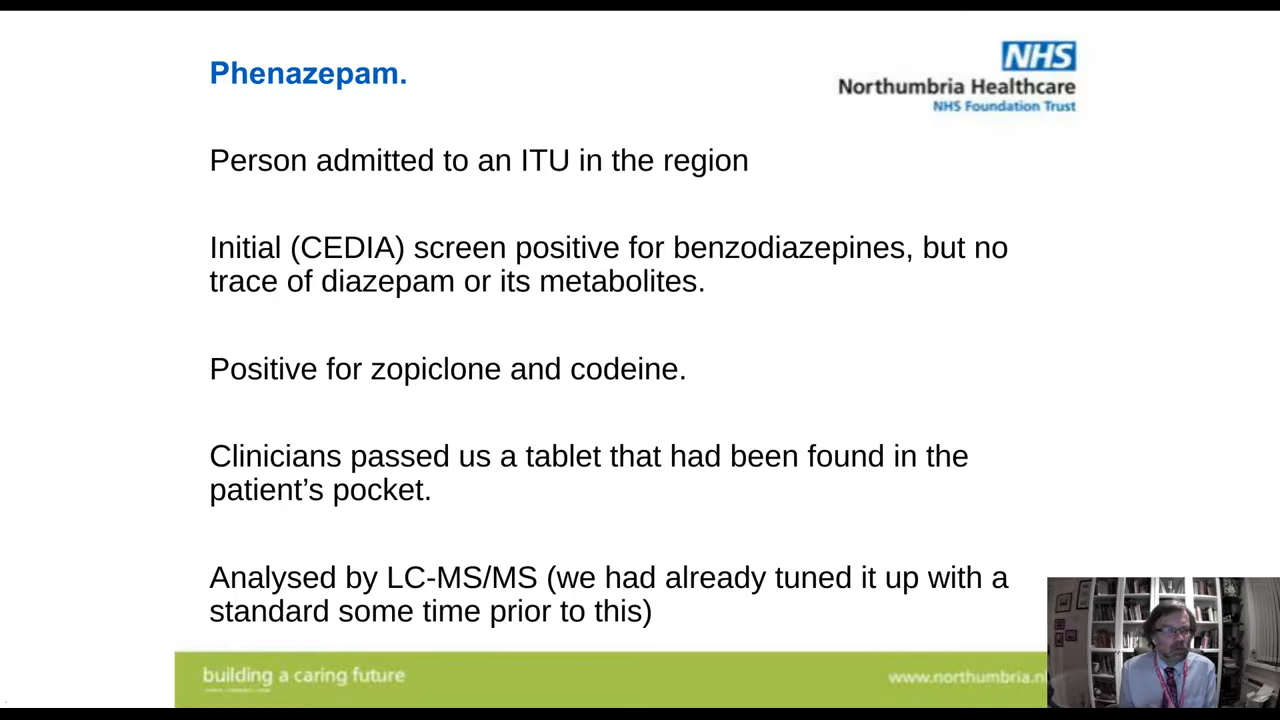 Phenazepam.
NHS
Northumbria Healthcare
NHS Foundation Trust
Person admitted to an ITU in the region
Initial (CEDIA) screen positive for benzodiazepines, but no
trace of diazepam or its metabolites.
Positive for zopiclone and codeine.
Clinicians passed us a tablet that had been found in the
patient’s pocket.
Analysed by LC-MS/MS (we had already tuned it up with a
standard some time prior to this)
building a caring future
www.northumbria.n